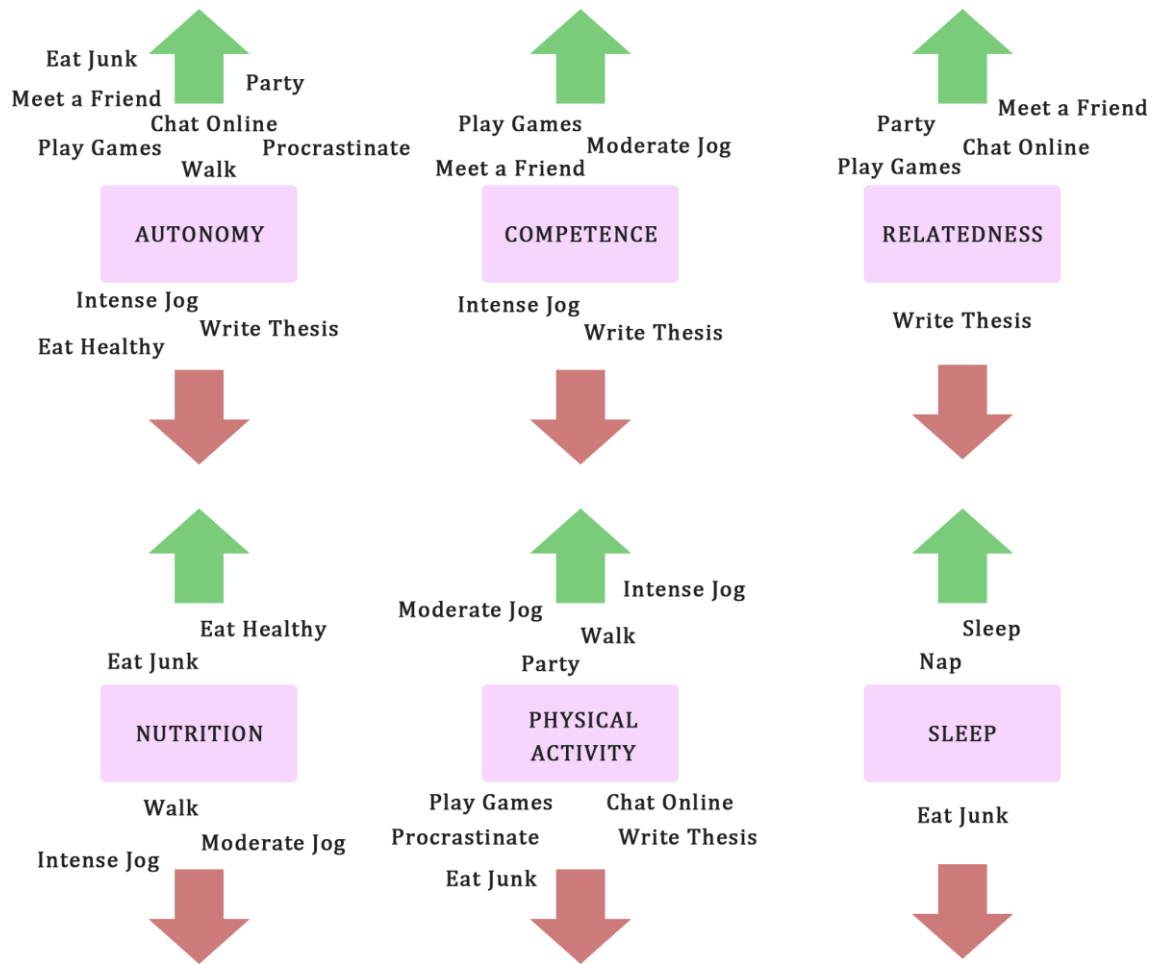 Eat Junk
Party
Meet a Friend
Chat Online
Play Games
Procrastinate
Walk
AUTONOMY
Intense Jog
Write Thesis
Eat Healthy
Play Games
Moderate Jog
Meet a Friend
COMPETENCE
Intense Jog
Write Thesis
Meet a Friend
Party
Chat Online
Play Games
RELATEDNESS
Write Thesis
Eat Healthy
Eat Junk
NUTRITION
Walk
Moderate Jog
Intense Jog
Intense Jog
Moderate Jog
Walk
Party
PHYSICAL
ACTIVITY
Play Games
Chat Online
Procrastinate
Write Thesis
Eat Junk
Sleep
Nap
SLEEP
Eat Junk